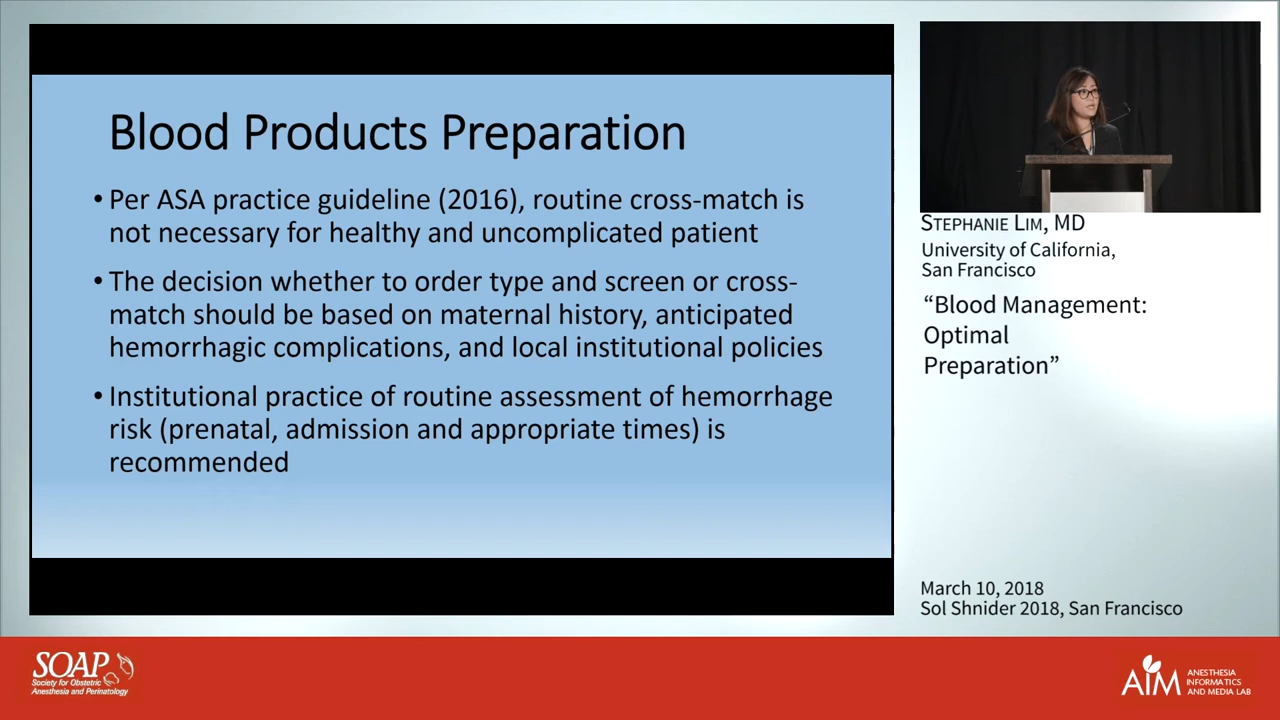 Blood Products Preparation
• Per ASA practice guideline (2016), routine cross-match is
not necessary for healthy and uncomplicated patient
• The decision whether to order type and screen or cross-
match should be based on maternal history, anticipated
hemorrhagic complications, and local institutional policies
• Institutional practice of routine assessment of hemorrhage
risk (prenatal, admission and appropriate times) is
recommended
STEPHANIE LIM, MD
University of California,
San Francisco
“Blood Management:
Optimal
Preparation”
March 10, 2018
Sol Shnider 2018, San Francisco
SOAP
Society for Obstetric
Anesthesia and Perinatology
AIM
ANESTHESIA
INFORMATICS
AND MEDIA LAB